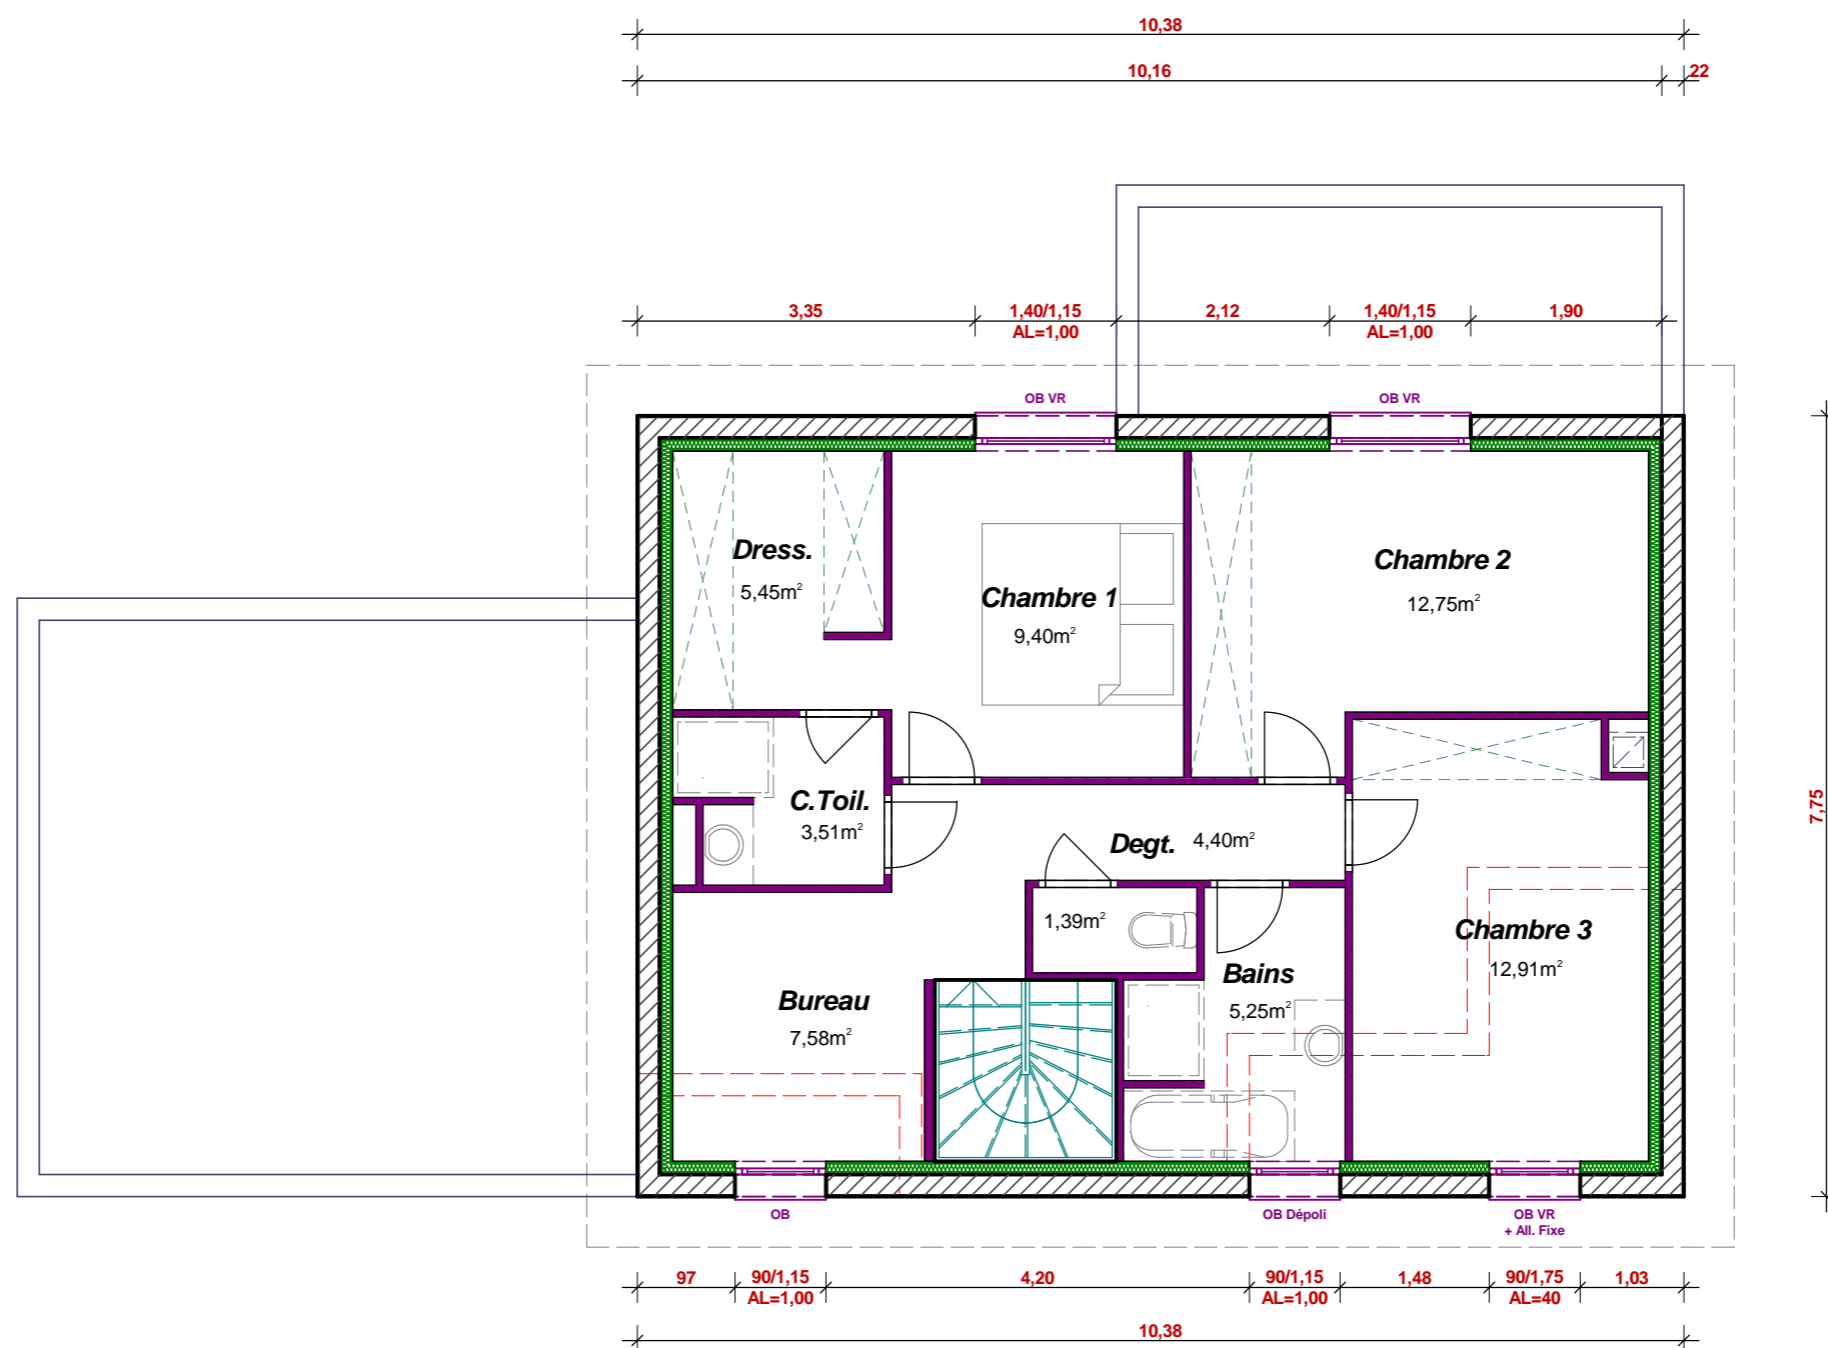 10,38
10,16
22
3,35
1,40/1,15
AL=1,00
2,12
1,40/1,15
AL=1,00
1,90
OB VR
OB VR
Dress.
5,45m²
Chambre 1
9,40m²
Chambre 2
12,75m²
C.Toil.
3,51m²
Degt.
4,40m²
7,75
1,39m²
Chambre 3
12,91m²
Bains
5,25m²
Bureau
7,58m²
OB
OB Dépoli
OB VR
+ All. Fixe
97
90/1,15
AL=1,00
4,20
90/1,15
AL=1,00
1,48
90/1,75
AL=40
1,03
10,38